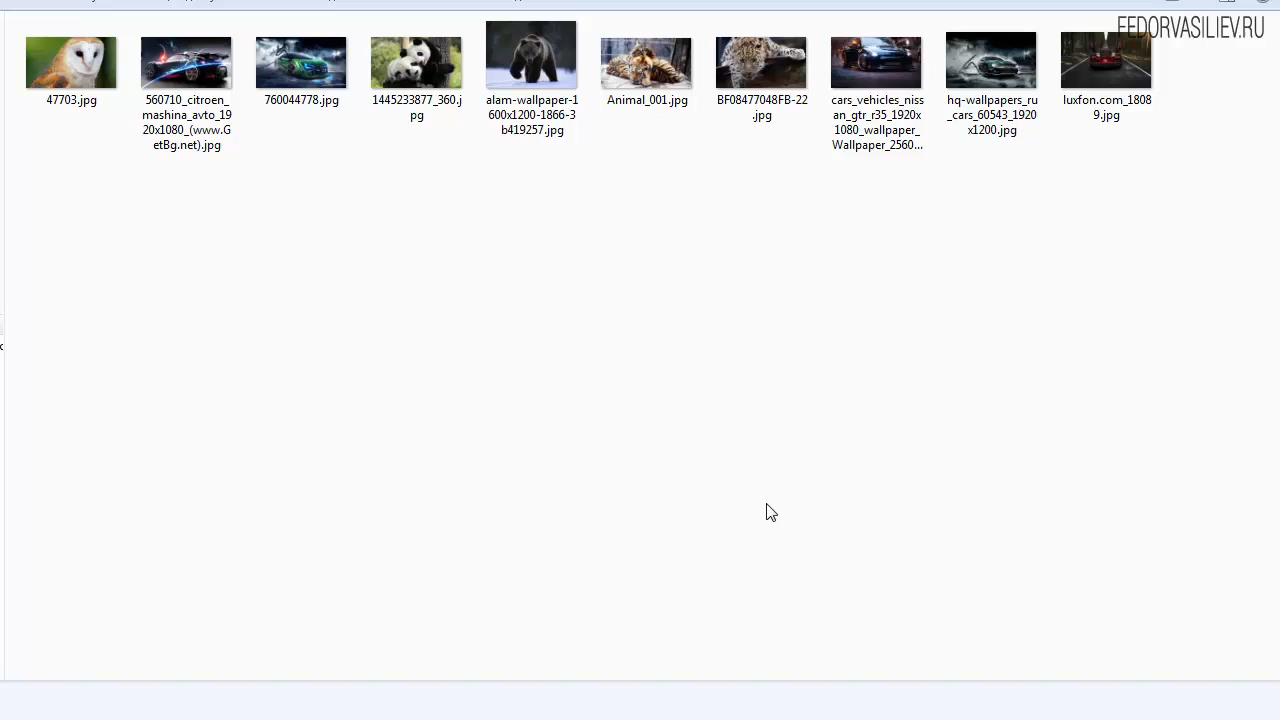 FEDORVASILIEV.RU
47703.jpg
560710_citroen_
mashina_avto_19
20x1080_(www.G
etBg.net).jpg
760044778.jpg
1445233877_360.j
pg
alam-wallpaper-1
600x1200-1866-3
b419257.jpg
Animal_001.jpg
BF08477048FB-22
.jpg
cars_vehicles_niss
an_gtr_r35_1920x
1080_wallpaper_
Wallpaper_2560...
hq-wallpapers_ru
_cars_60543_1920
x1200.jpg
luxfon.com_1808
9.jpg